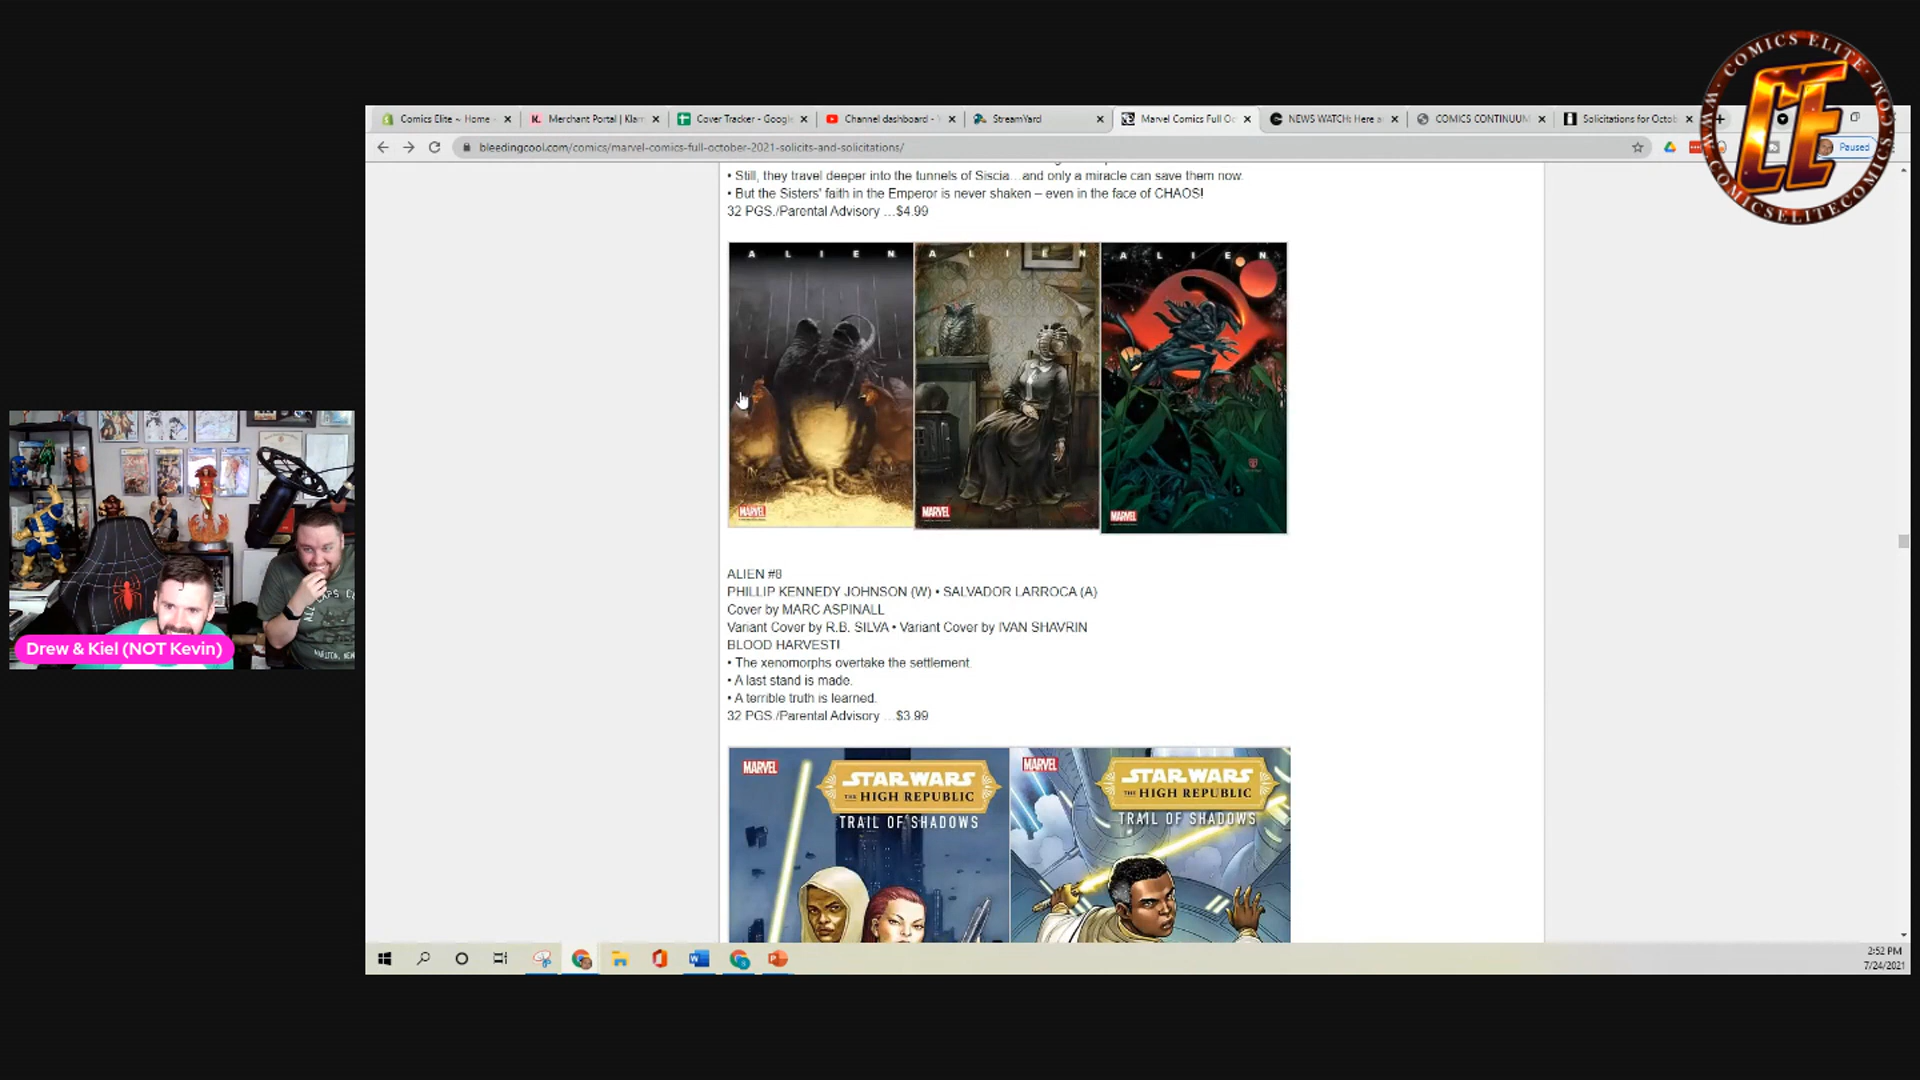 COMICS ELITE
WWW.COMICSELITECOMICS.COM
CE
Comics Elite ~ Home -
Merchant Portal | Klar
Cover Tracker - Google
Channel dashboard -
StreamYard
Marvel Comics Full Oc
NEWS WATCH: Here a
COMICS CONTINUUM
Solicitations for Octob
bleedingcool.com/comics/marvel-comics-full-october-2021-solicits-and-solicitations/
Paused
• Still, they travel deeper into the tunnels of Siscia…and only a miracle can save them now.
• But the Sisters' faith in the Emperor is never shaken – even in the face of CHAOS!
32 PGS./Parental Advisory …$4.99
ALIEN
ALIEN
ALIEN
MARVEL
MARVEL
MARVEL
ALIEN #8
PHILLIP KENNEDY JOHNSON (W) • SALVADOR LARROCA (A)
Cover by MARC ASPINALL
Variant Cover by R.B. SILVA • Variant Cover by IVAN SHAVRIN
BLOOD HARVEST!
• The xenomorphs overtake the settlement.
• A last stand is made.
• A terrible truth is learned.
32 PGS./Parental Advisory …$3.99
MARVEL
STAR WARS
THE HIGH REPUBLIC
TRAIL OF SHADOWS
MARVEL
STAR WARS
THE HIGH REPUBLIC
TRAIL OF SHADOWS
Drew & Kiel (NOT Kevin)
2:52 PM
7/24/2021